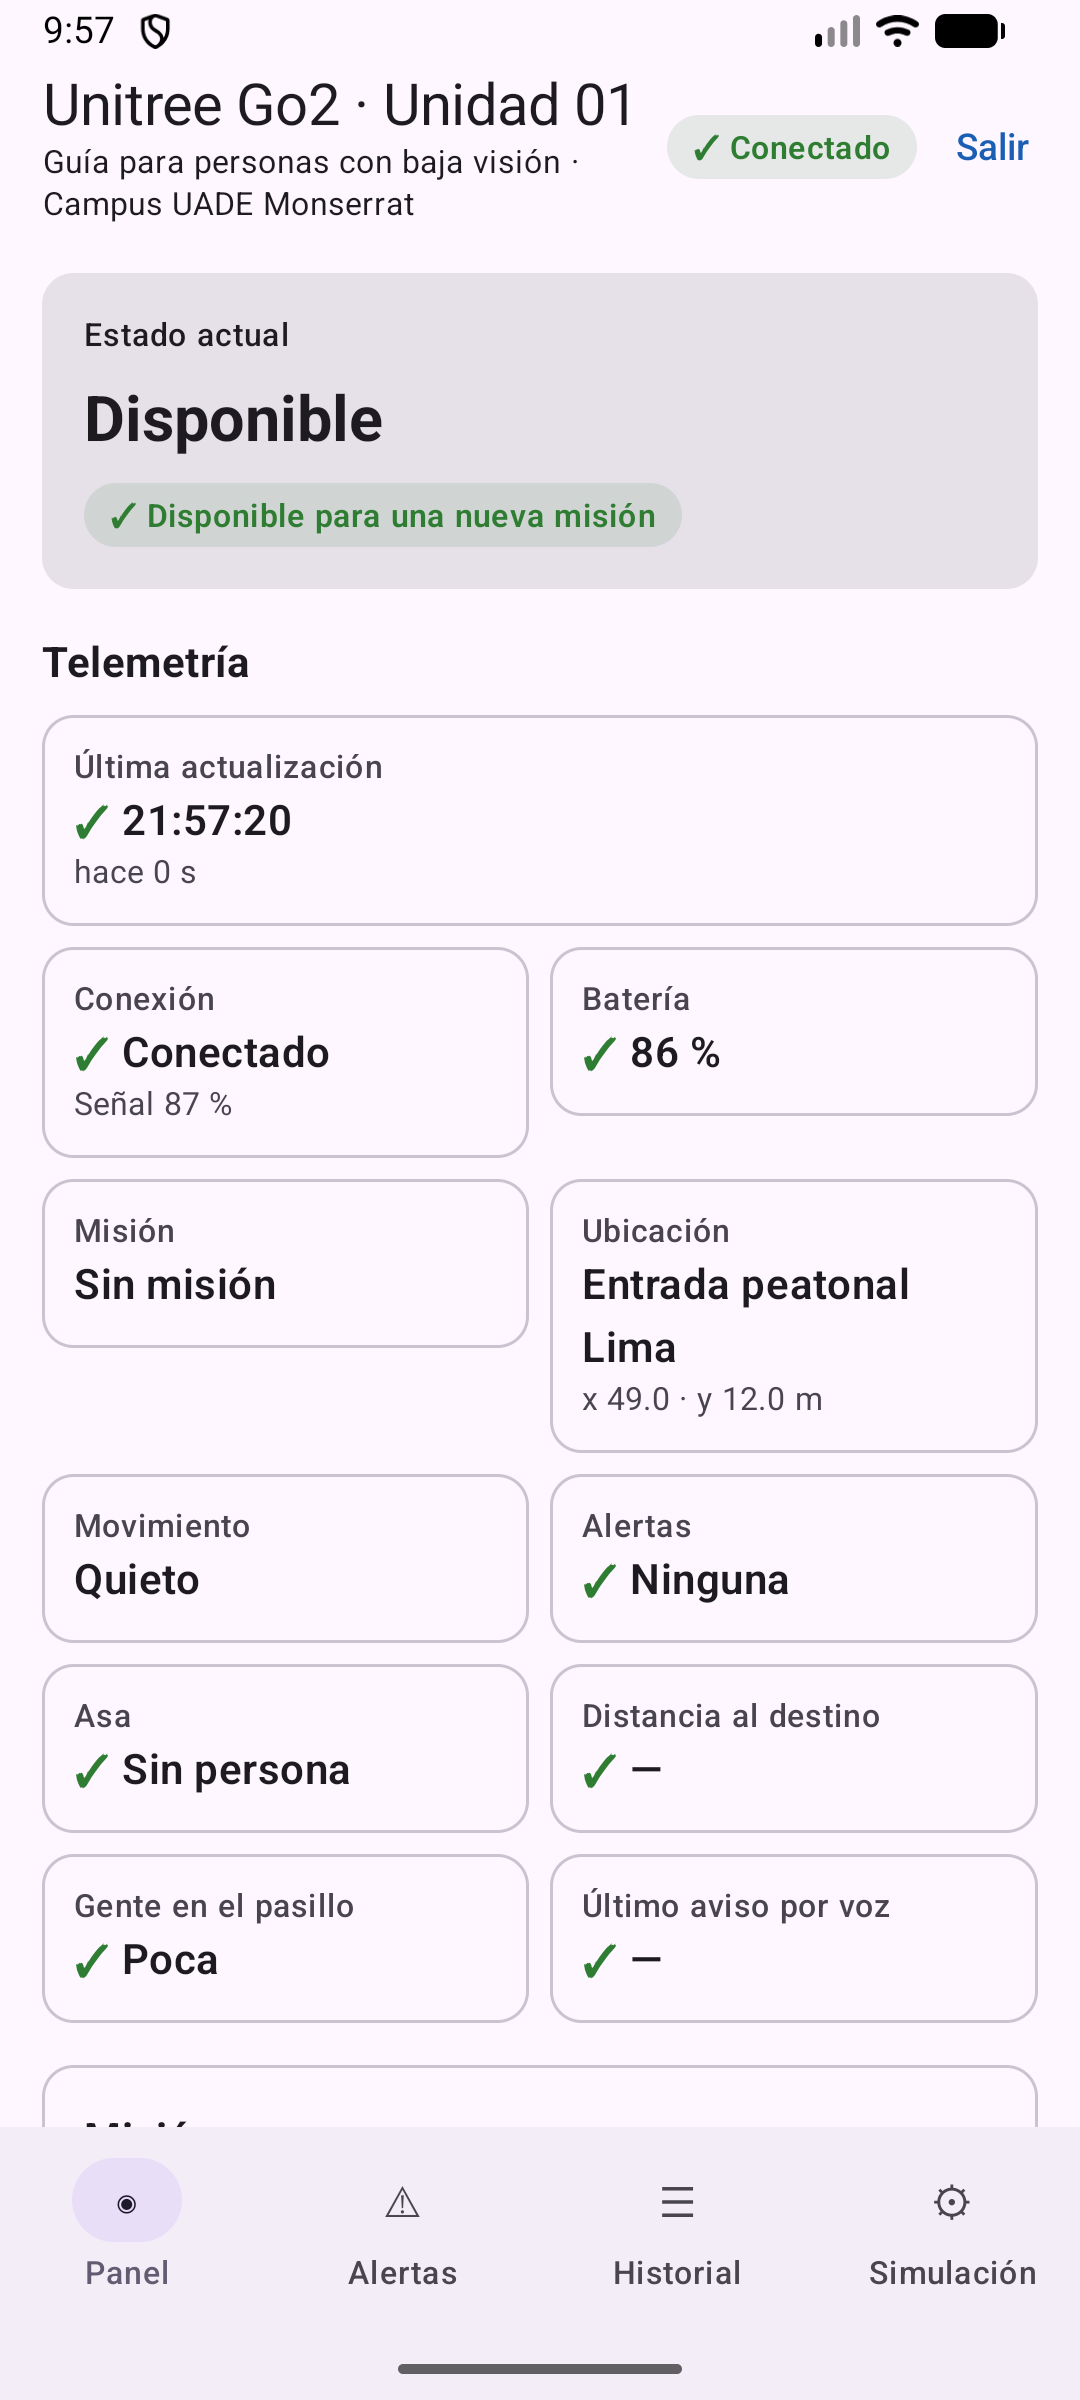 9:57
Unitree Go2 · Unidad 01
Guía para personas con baja visión ·
Campus UADE Monserrat
✓ Conectado
Salir
Estado actual
Disponible
✓ Disponible para una nueva misión
Telemetría
Última actualización
✓ 21:57:20
hace 0 s
Conexión
✓ Conectado
Señal 87 %
Batería
✓ 86 %
Misión
Sin misión
Ubicación
Entrada peatonal
Lima
x 49.0 · y 12.0 m
Movimiento
Quieto
Alertas
✓ Ninguna
Asa
✓ Sin persona
Distancia al destino
✓ —
Gente en el pasillo
✓ Poca
Último aviso por voz
✓ —
Panel
Alertas
Historial
Simulación